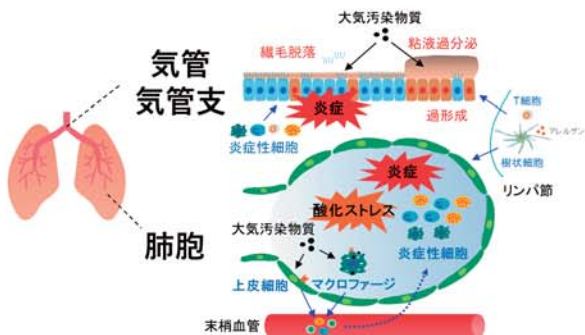 大気汚染物質
繊毛脱落
粘液過分泌
気管
気管支
炎症
過形成
炎症性細胞
T細胞
アレルゲン
樹状細胞
リンパ節
炎症
酸化ストレス
肺胞
大気汚染物質
炎症性細胞
上皮細胞
マクロファージ
末梢血管